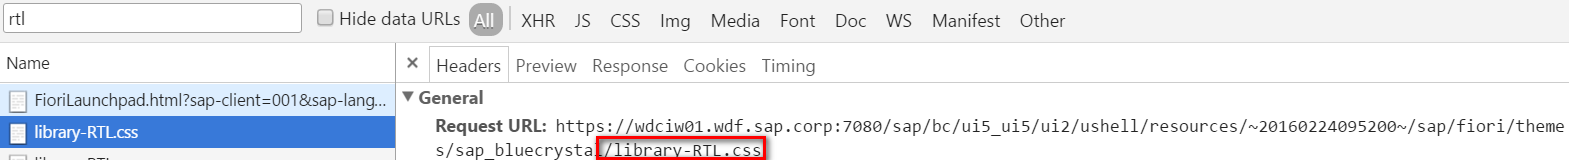 rtl
Hide data URLs All XHR JS CSS Img Media Font Doc WS Manifest Other
Name
× Headers Preview Response Cookies Timing
FioriLaunchpad.html?sap-client=001&sap-lang...
▼ General
library-RTL.css
Request URL: https://wdciw01.wdf.sap.corp:7080/sap/bc/ui5_ui5/ui2/ushell/resources/~20160224095200~/sap/fiori/theme
s/sap_bluecrystal/library-RTL.css